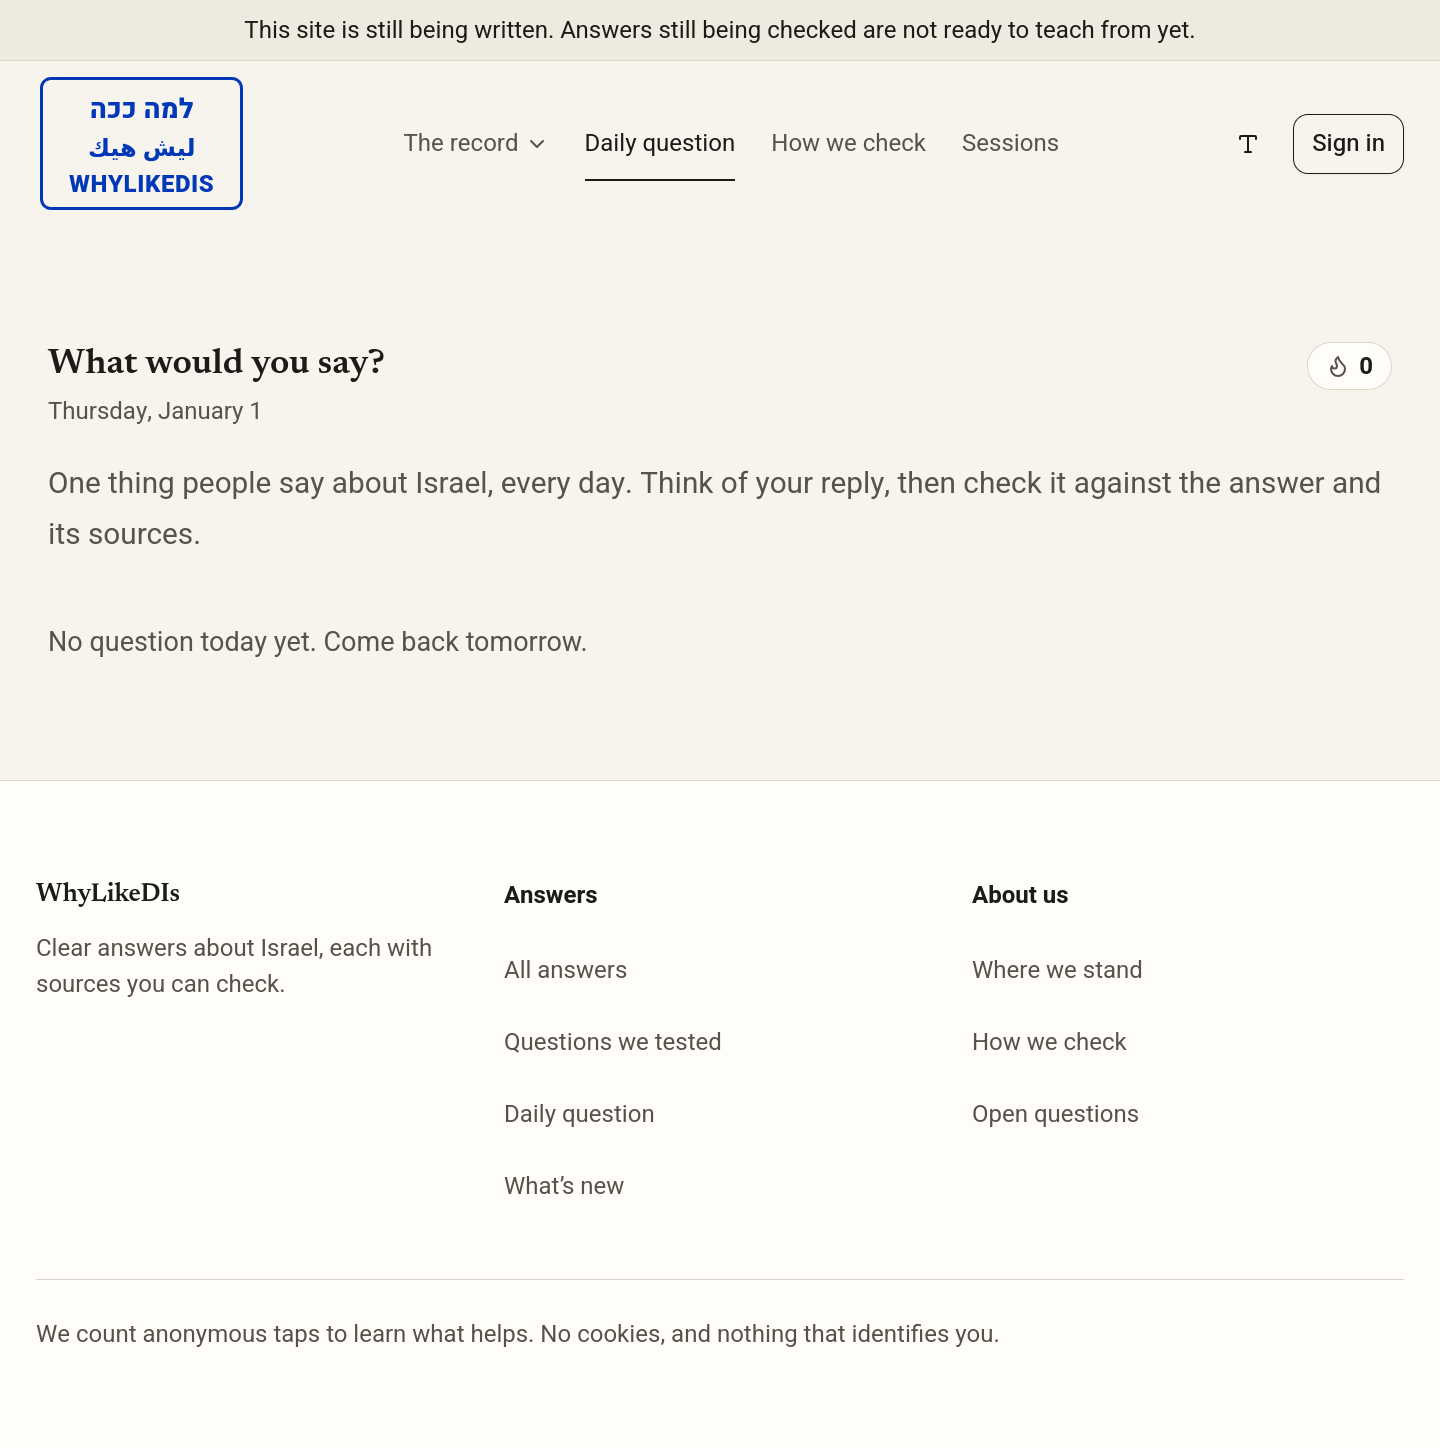 This site is still being written. Answers still being checked are not ready to teach from yet.
למה ככה
ليش هيك
WHYLIKEDIS
The record
Daily question
How we check
Sessions
Sign in
What would you say?
0
Thursday, January 1
One thing people say about Israel, every day. Think of your reply, then check it against the answer and
its sources.
No question today yet. Come back tomorrow.
WhyLikeDIs
Clear answers about Israel, each with
sources you can check.
Answers
All answers
Questions we tested
Daily question
What’s new
About us
Where we stand
How we check
Open questions
We count anonymous taps to learn what helps. No cookies, and nothing that identifies you.